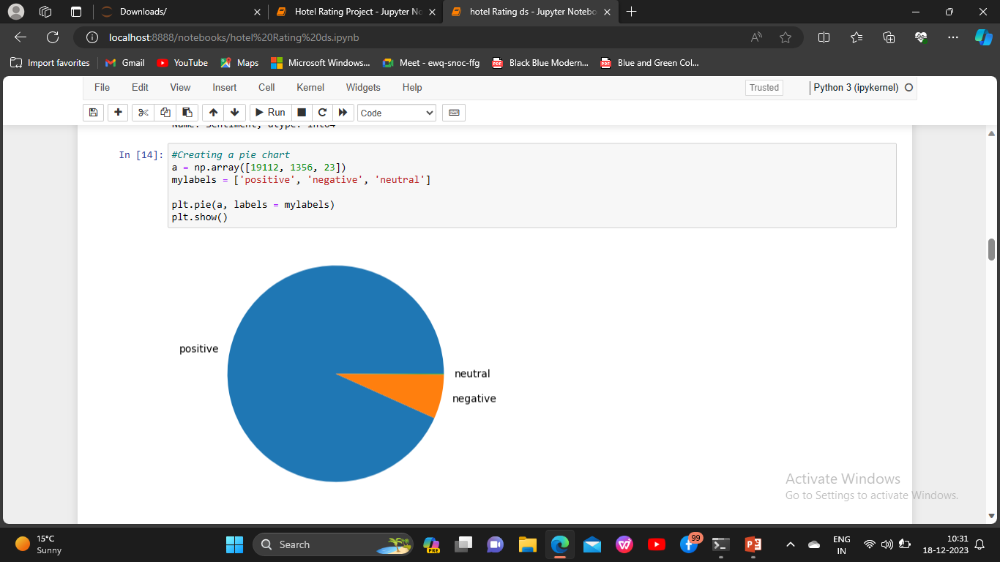 Downloads/
Hotel Rating Project - Jupyter No
hotel Rating ds - Jupyter Notebo
localhost:8888/notebooks/hotel%20Rating%20ds.ipynb
Import favorites
Gmail
YouTube
Maps
Microsoft Windows...
Meet - ewq-snoc-ffg
Black Blue Modern...
Blue and Green Col...
File Edit View Insert Cell Kernel Widgets Help
Trusted
Python 3 (ipykernel)
Run
Code
Name: Sentiment, dtype: int64
In [14]:
#Creating a pie chart
a = np.array([19112, 1356, 23])
mylabels = ['positive', 'negative', 'neutral']
plt.pie(a, labels = mylabels)
plt.show()
positive
neutral
negative
Activate Windows
Go to Settings to activate Windows.
15°C
Sunny
Search
PRE
99
ENG
IN
10:31
18-12-2023